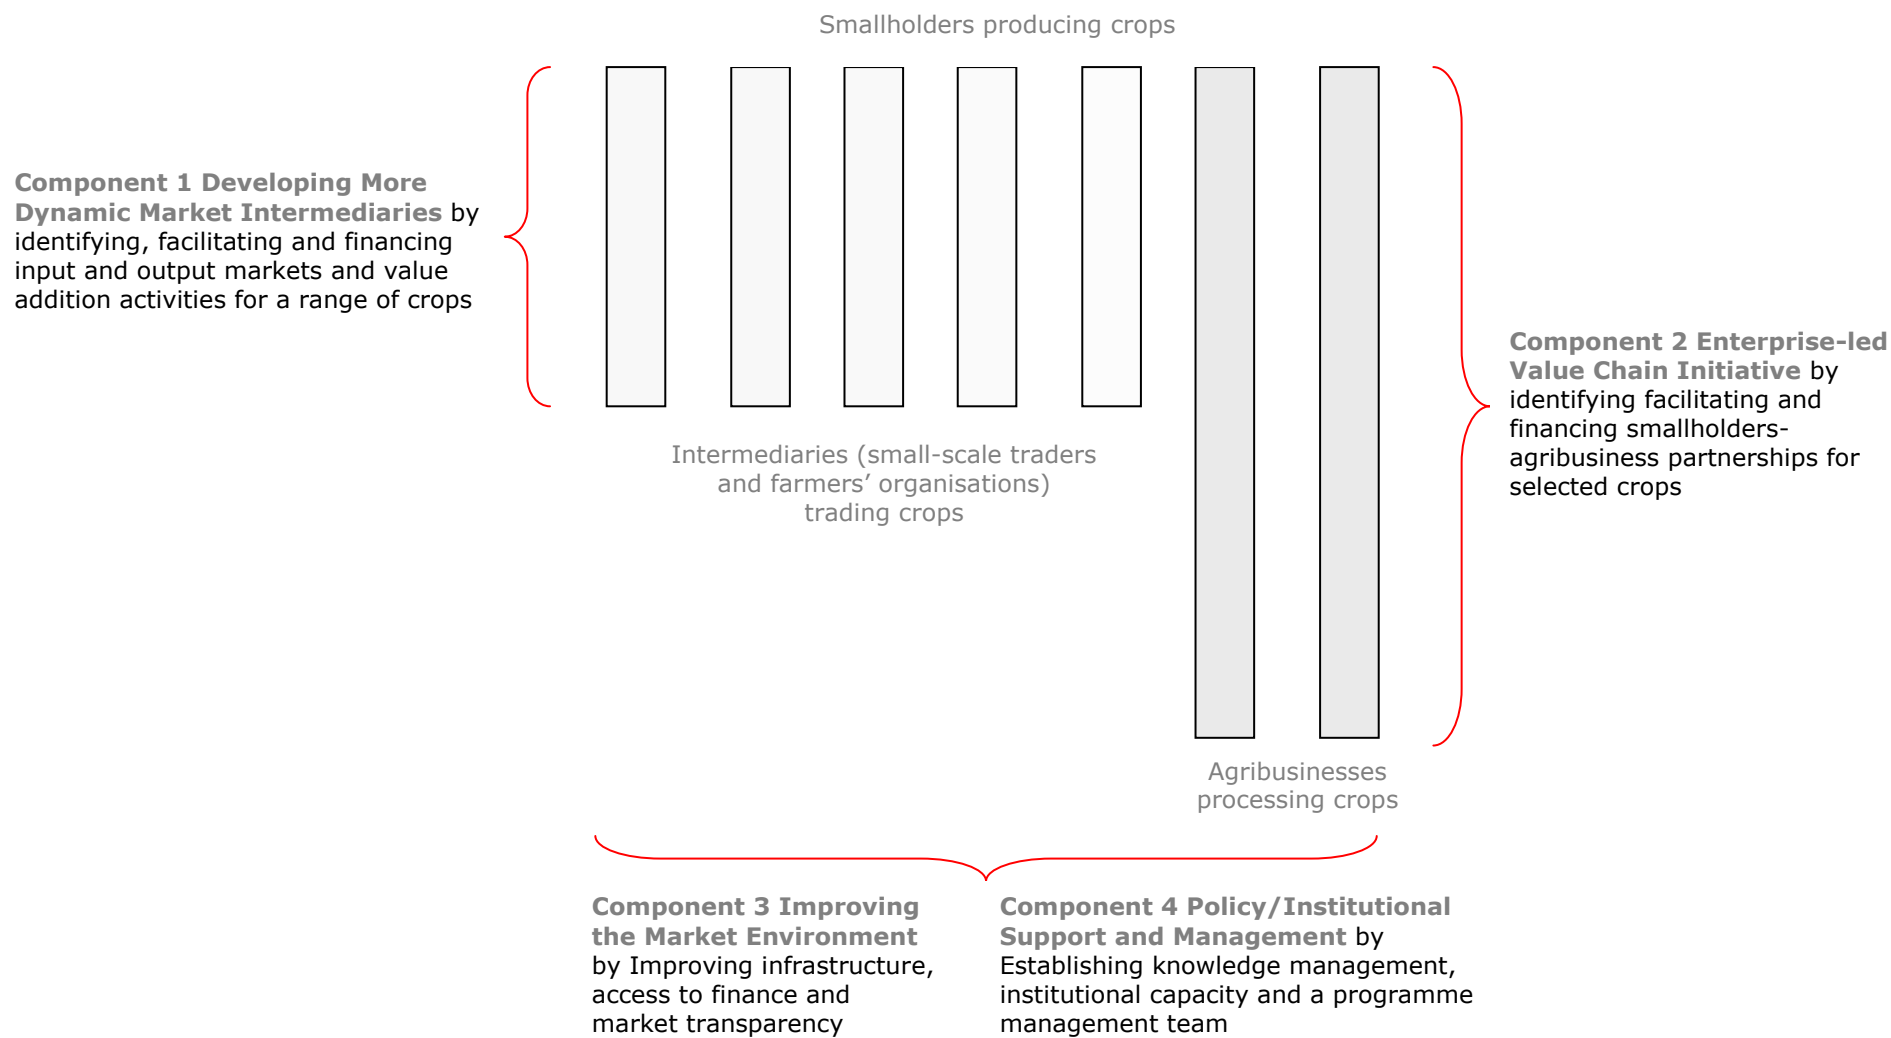 Smallholders producing crops
Component 1 Developing More
Dynamic Market Intermediaries by
identifying, facilitating and financing
input and output markets and value
addition activities for a range of crops
Component 2 Enterprise-led
Value Chain Initiative by
identifying facilitating and
financing smallholders-
agribusiness partnerships for
selected crops
Intermediaries (small-scale traders
and farmers’ organisations)
trading crops
Agribusinesses
processing crops
Component 3 Improving
the Market Environment
by Improving infrastructure,
access to finance and
market transparency
Component 4 Policy/Institutional
Support and Management by
Establishing knowledge management,
institutional capacity and a programme
management team